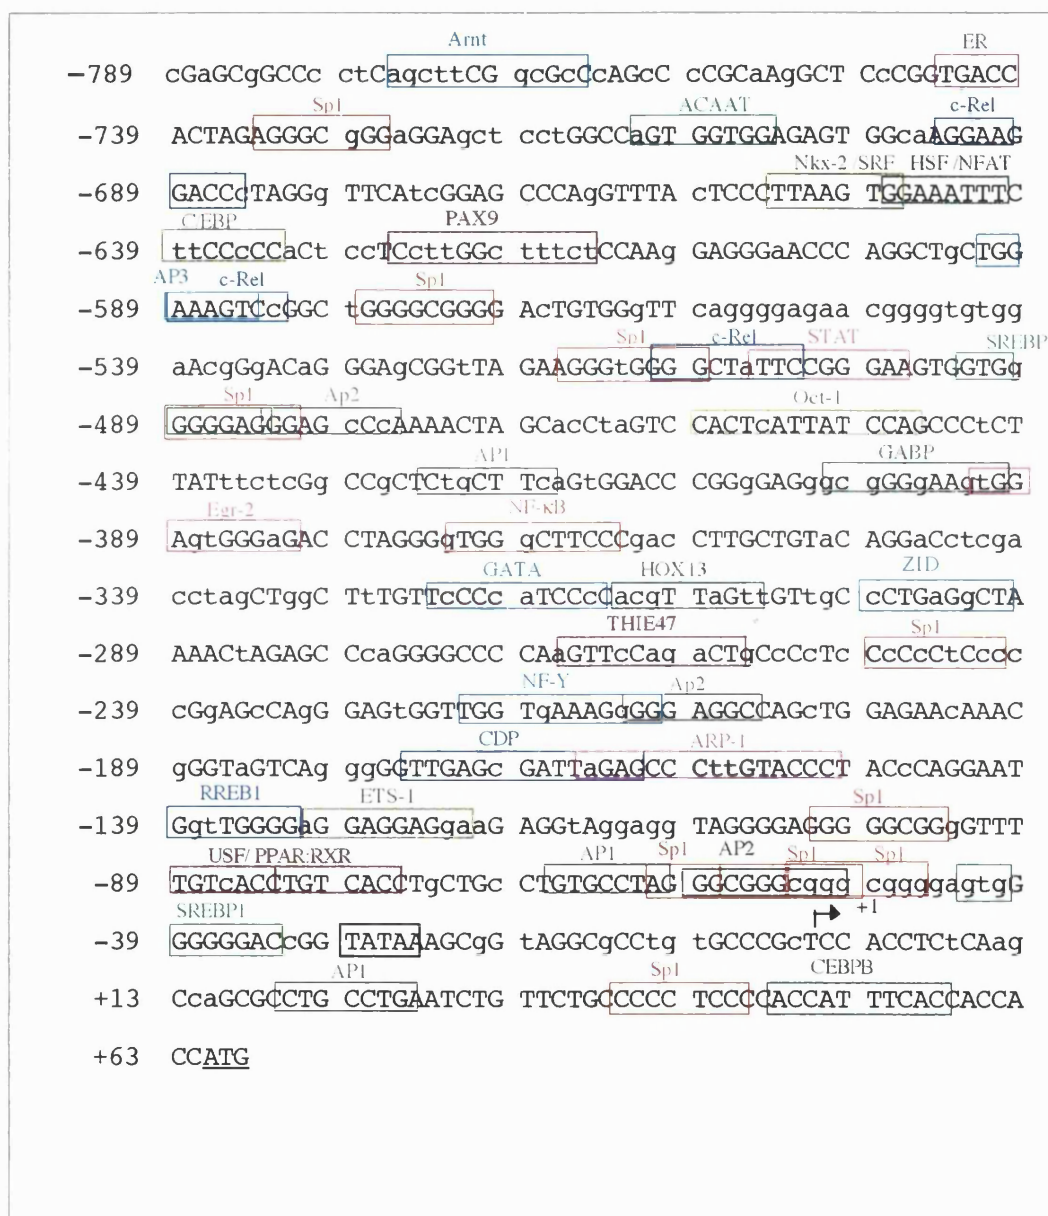 Arnt ER
-789 cGaGCgGCCc ctCagcttCG gcGcCcAGcC cCGCaAgGCT CcCGGTGACC
Sp1 ACAAT c-Rel
-739 ACTAGAGGGC gGGaGGAgct cctGGCCaGT GGTGGAGAGT GGcaAGGAAG
Nkx-2 /SRF HSF/NFAT
-689 GACCcTAGGg TTCAtcGGAG CCCAgGTTTA cTCCCTTAAG TGGAAATTTC
C/EBP PAX9
-639 ttCCcCCaCt ccTCcttGGc tttctCCAAg GAGGGaACCC AGGCTgCTGG
AP3 c-Rel Sp1
-589 AAAGTCcGGC tGGGGCGGGG AcTGTGGgTT caggggagaa cggggtgtgg
Sp1 c-Rel STAT SREBP
-539 aAcgGgACaG GGAgCGGtTA GAAGGGtGGG GCTaTTCCGG GAAGTGGTGg
Sp1 Ap2 Oct-1
-489 GGGGAGGGAG cCcAAAACTA GCacCtaGTC CACTcATTAT CCAGCCCtCT
AP1 GABP
-439 TATttctcGg CCgcTCtgCT TcaGtGGACC CGGgGAGggc gGGgAAgtGG
Egr-2 NF-κB
-389 AgtGGGaGAC CTAGGGgTGG gCTTCCCgac CTTGCTGTaC AGGaCctcga
GATA HOX13 ZID
-339 cctagCTggC TtTGTTcCCc aTCCcCacgT TaGttGTTgC cCTGaGgCTA
THIE47 Sp1
-289 AAACtAGAGC CcaGGGGCCC CAaGTTcCag aCTgCcCcTc CcCcCtCccc
NF-Y Ap2
-239 cGgAGcCAgG GAGtGGTTGG TgAAAGgGGG AGGCCAGcTG GAGAAcAAAC
CDP ARP-1
-189 gGGTaGTCAg ggGGTTGAGc GATTaGAGCC CttGTACCCT ACcCAGGAAT
RREB1 ETS-1 Sp1
-139 GgtTGGGGaG GAGGAGgaaG AGGtAggagg TAGGGGAGGG GGCGGgGTTT
USF/ PPAR:RXR AP1 Sp1 AP2 Sp1 Sp1
-89 TGTcACCTGT CACCTgCTGc CTGTGCCTAG GGCGGGcggg cggggagtgG
SREBP1 +1
-39 GGGGGACcGG TATAAAGCgG tAGGCgCCtg tGCCCGCTCC ACCTCtCAag
AP1 Sp1 CEBPB
+13 CcaGCGCCTG CCTGAATCTG TTCTGCCCCC TCCCCACCAT TTCACCACCA
+63 CCATG